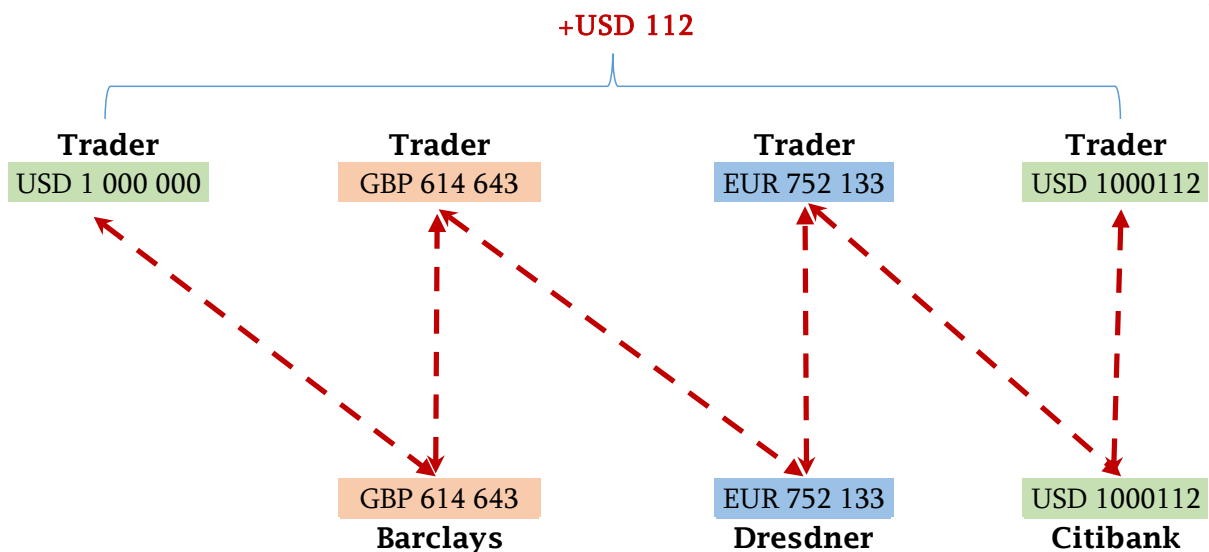 +USD 112
Trader Trader Trader Trader
USD 1 000 000 GBP 614 643 EUR 752 133 USD 1000112
GBP 614 643 EUR 752 133 USD 1000112
Barclays Dresdner Citibank